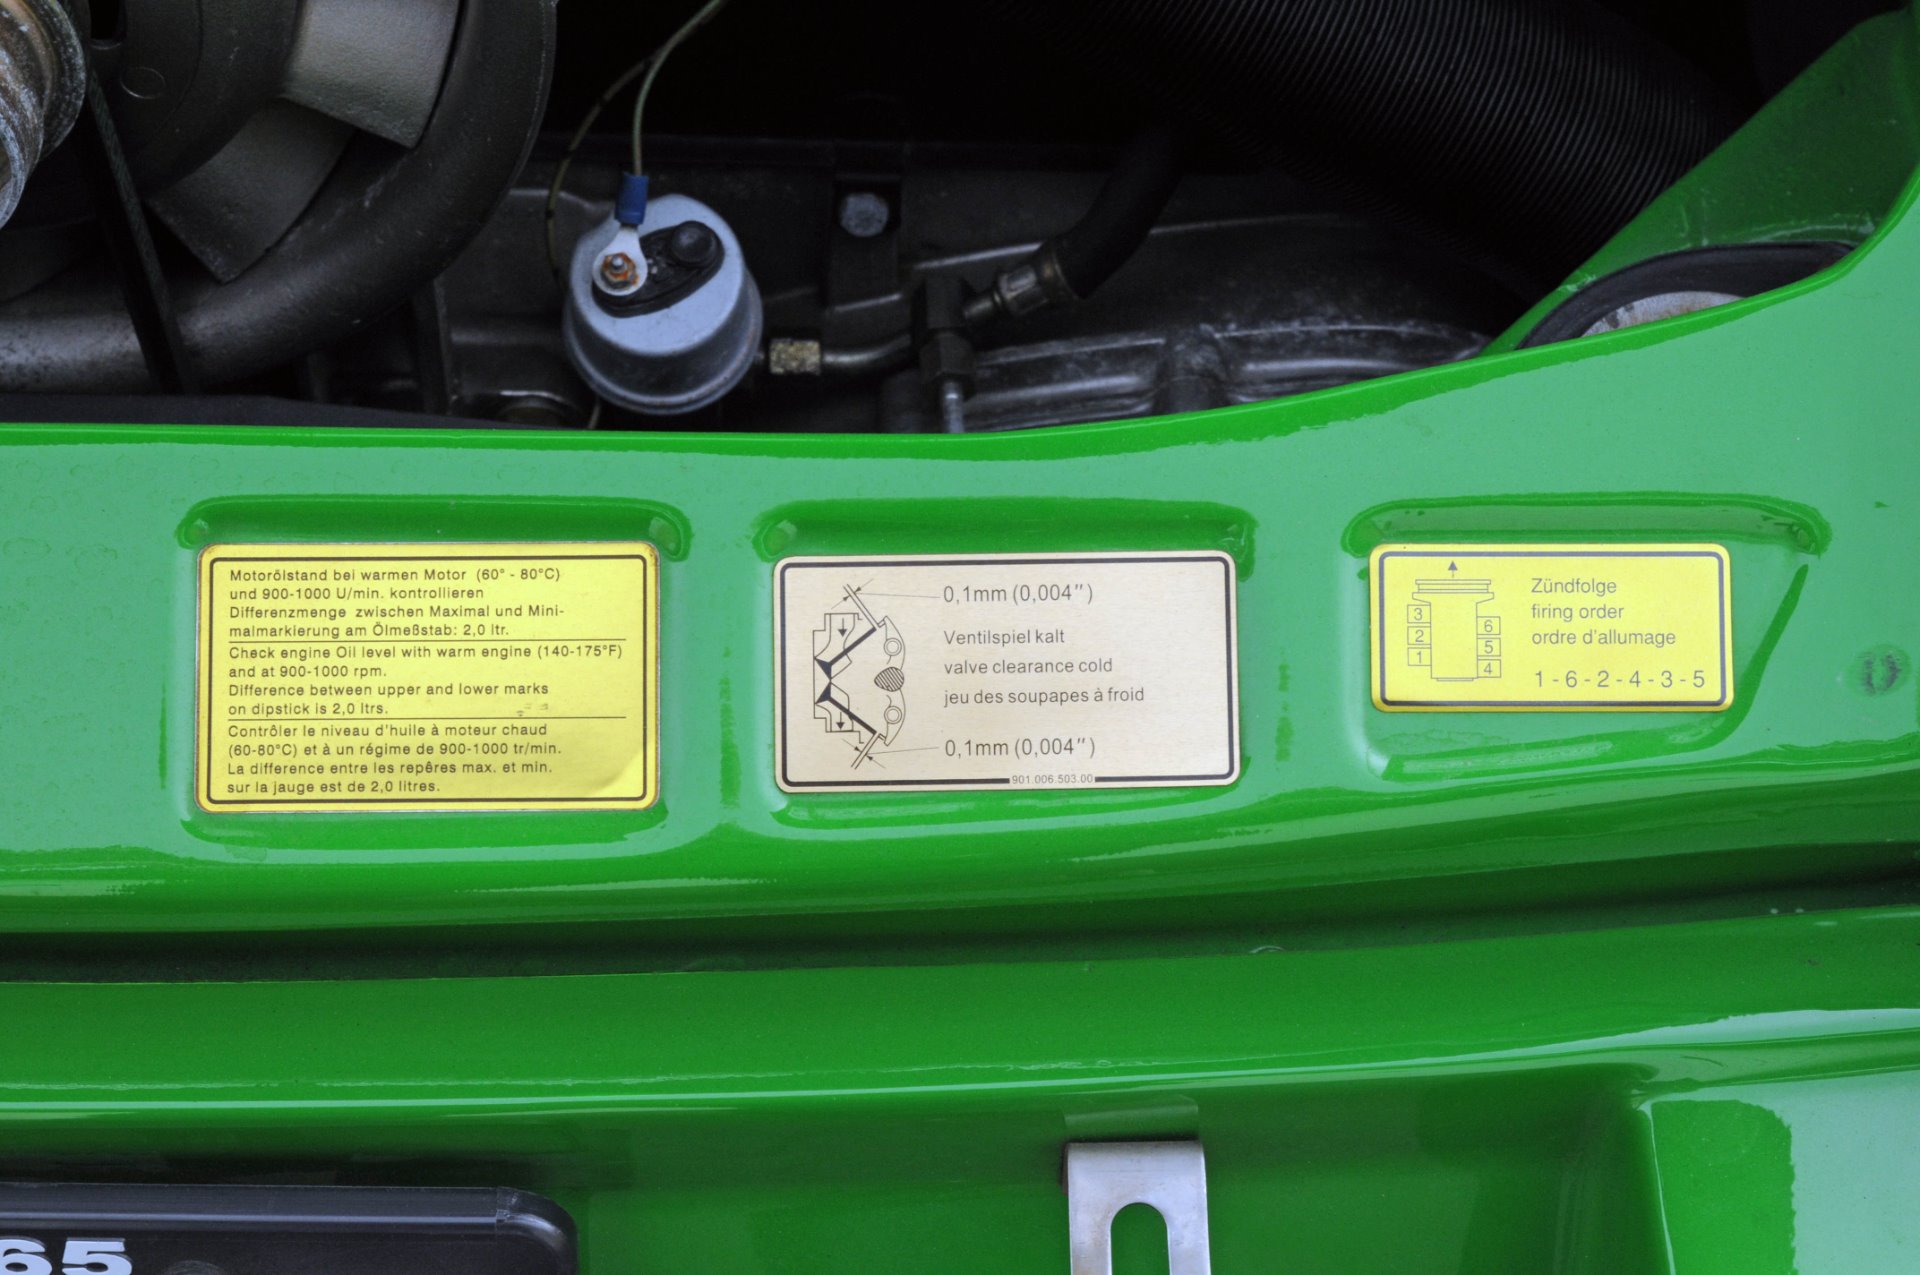 Motorölstand bei warmen Motor (60° - 80°C)
und 900-1000 U/min. kontrollieren
Differenzmenge zwischen Maximal und Mini-
malmarkierung am Ölmeßstab: 2,0 ltr.
Check engine Oil level with warm engine (140-175°F)
and at 900-1000 rpm.
Difference between upper and lower marks
on dipstick is 2,0 ltrs.
Contrôler le niveau d'huile à moteur chaud
(60-80°C) et à un régime de 900-1000 tr/min.
La difference entre les repêres max. et min.
sur la jauge est de 2,0 litres.
0,1mm (0,004")
Ventilspiel kalt
valve clearance cold
jeu des soupapes à froid
0,1mm (0,004")
901.006.503.00
Zündfolge
firing order
ordre d'allumage
1-6-2-4-3-5
3
2
1
6
5
4
65